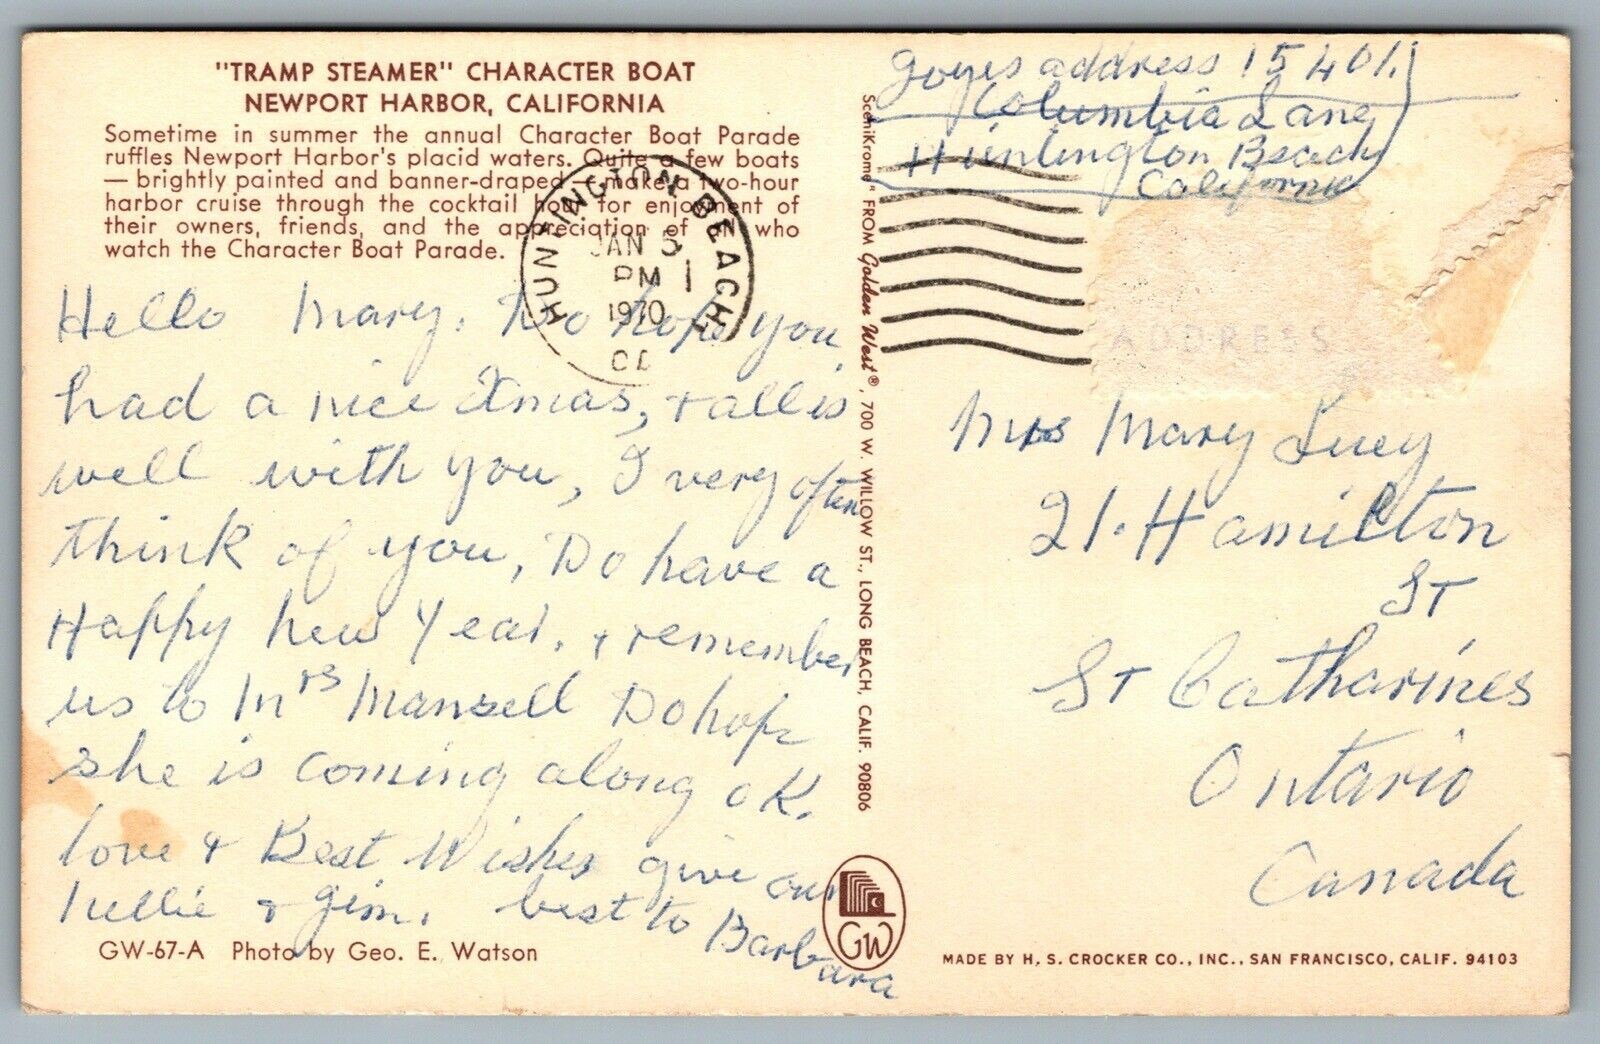 "TRAMP STEAMER" CHARACTER BOAT
NEWPORT HARBOR, CALIFORNIA
Sometime in summer the annual Character Boat Parade
ruffles Newport Harbor's placid waters. Quite a few boats
— brightly painted and banner-draped — make a two-hour
harbor cruise through the cocktail hour for enjoyment of
their owners, friends, and the appreciation of all who
watch the Character Boat Parade.
HUNTINGTON BEACH
JAN 5
PM
1970
Hello Mary. Do hope you
had a nice Xmas, & all is
well with you, I very often
think of you, Do have a
Happy new Year. & remember
us to Mrs Mansell Do hope
she is coming along OK.
love & Best Wishes give our
Nellie & Jim. best to Barbara
GW-67-A Photo by Geo. E. Watson
ScenIKrome® FROM Golden West®, 700 W. WILLOW ST., LONG BEACH, CALIF. 90806
GW
address 15401
Columbia Lane
Huntington Beach
California
ADDRESS
Mrs Mary Luey
21. Hamilton
ST
ST Catharines
Ontario
Canada
MADE BY H. S. CROCKER CO., INC., SAN FRANCISCO, CALIF. 94103